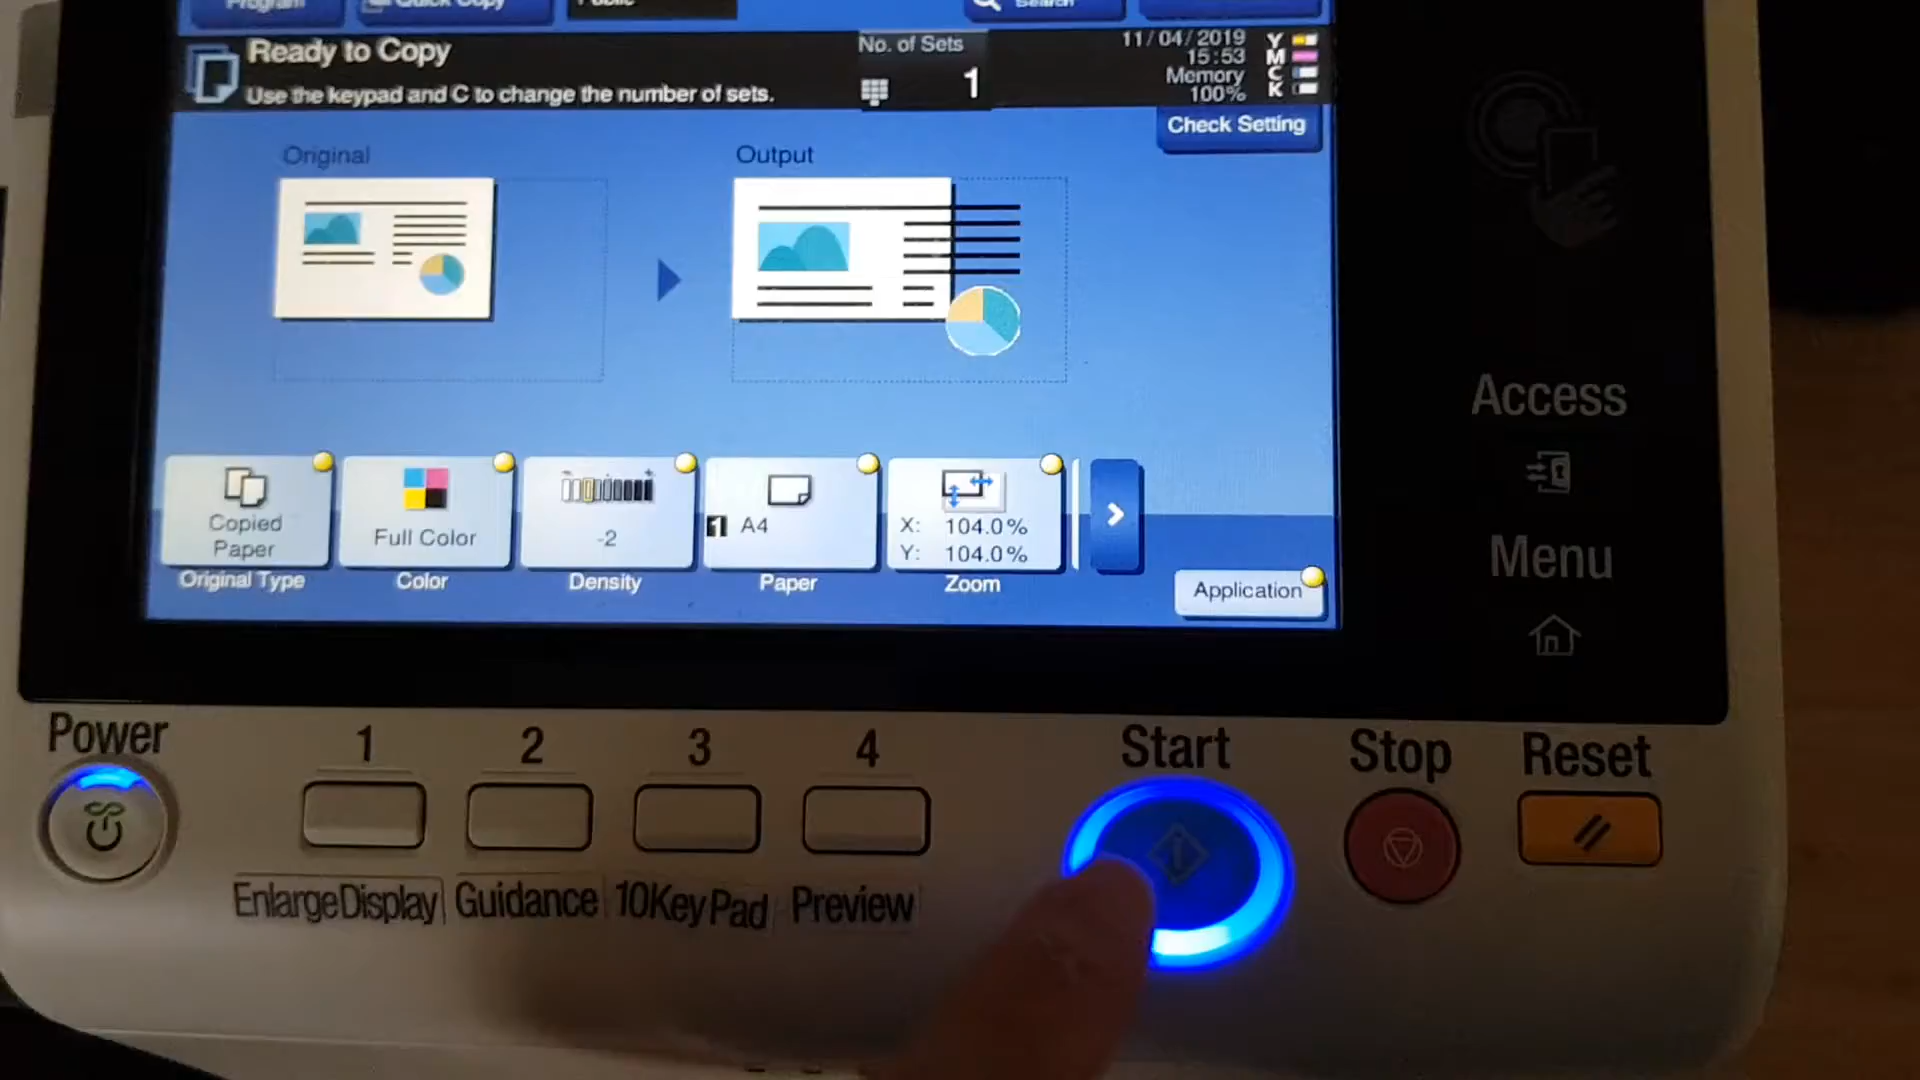 Program
Quick Copy
Public
Search
Ready to Copy
No. of Sets
11/04/2019
15:53
Memory
100%
Y
M
C
K
Use the keypad and C to change the number of sets.
1
Check Setting
Original
Output
Copied
Paper
Full Color
-2
1 A4
X: 104.0%
Y: 104.0%
Original Type
Color
Density
Paper
Zoom
Application
Access
Menu
Power
1
2
3
4
Start
Stop
Reset
EnlargeDisplay
Guidance
10KeyPad
Preview